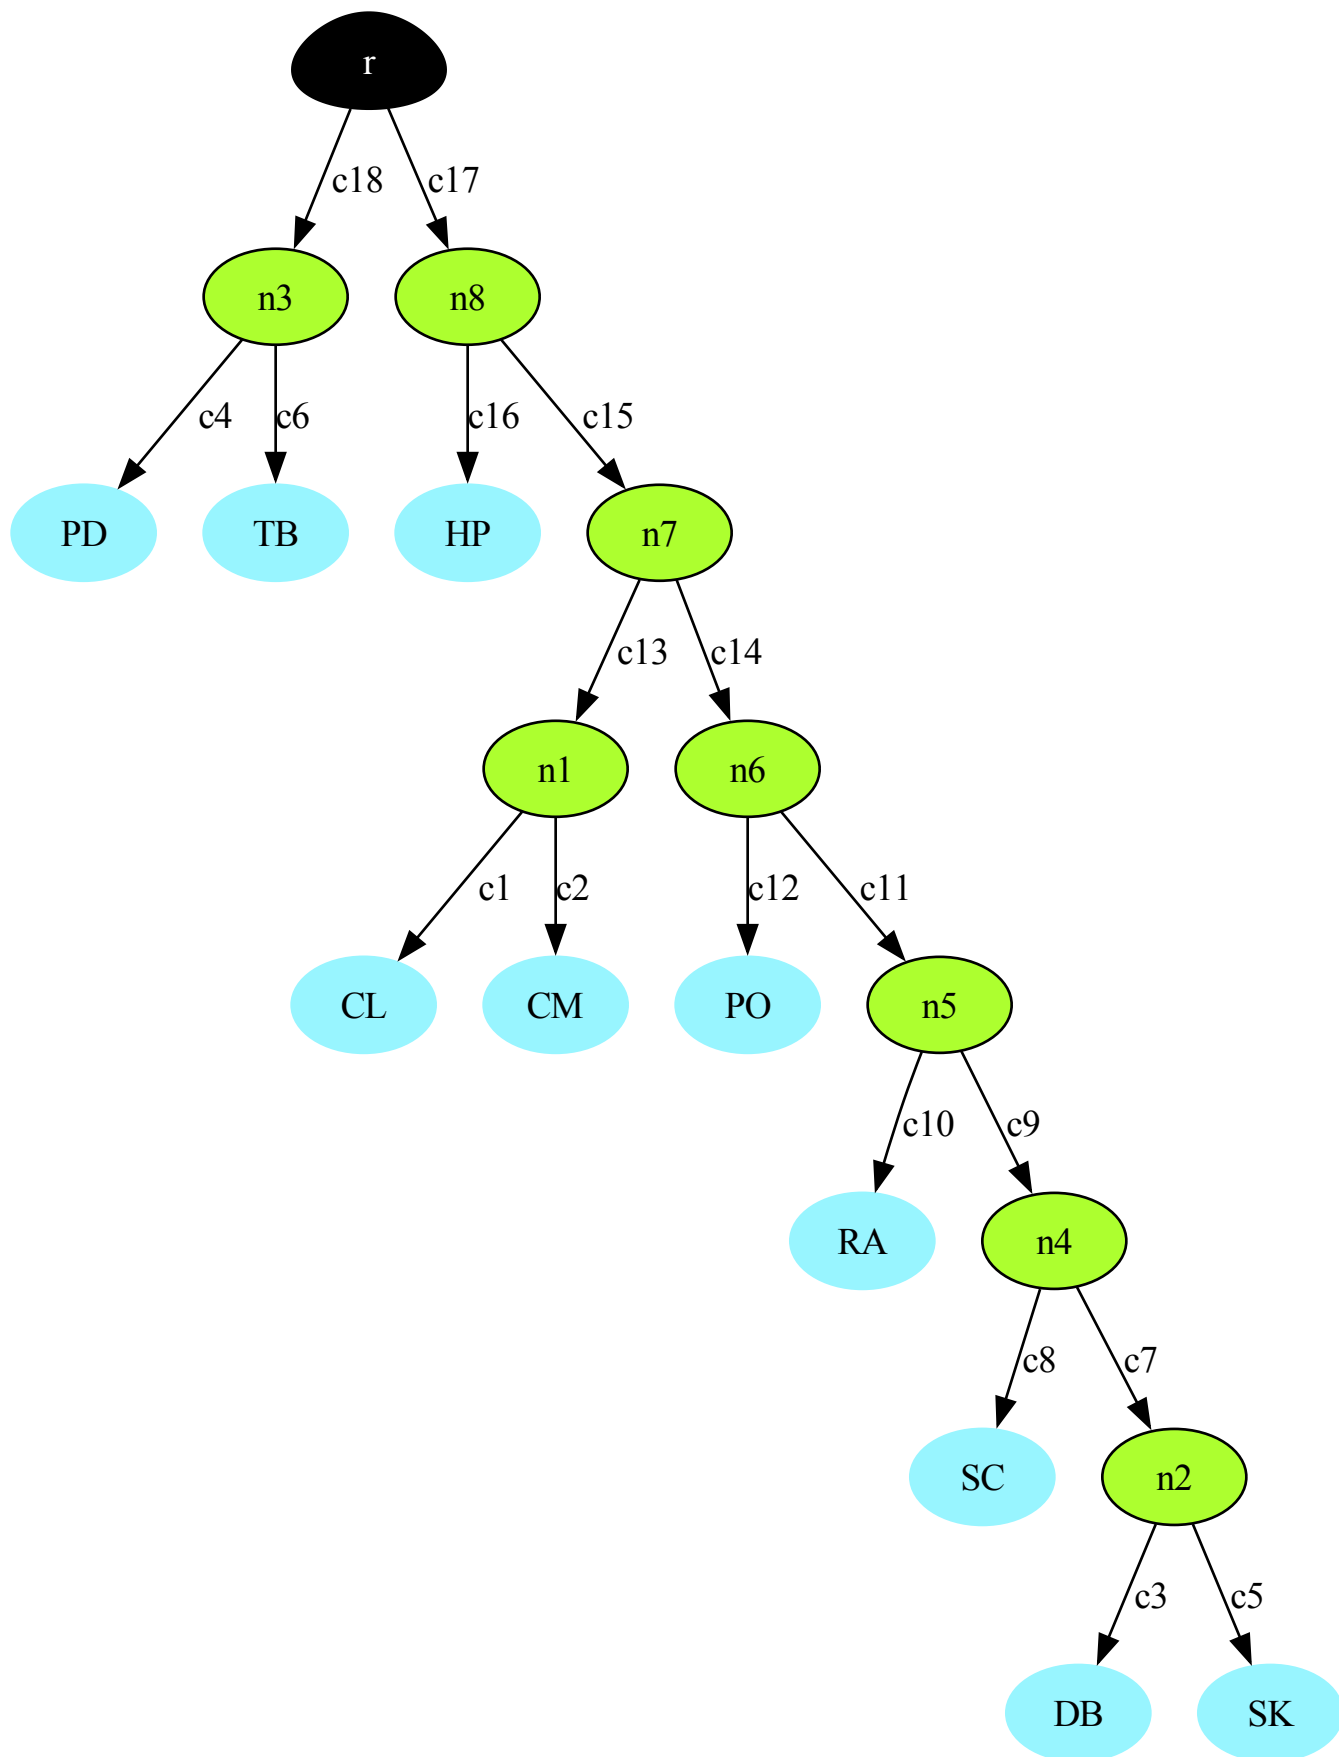 r
c18 c17
n3 n8
c4 c6 c16 c15
PD TB HP n7
c13 c14
n1 n6
c1 c2 c12 c11
CL CM PO n5
c10 c9
RA n4
c8 c7
SC n2
c3 c5
DB SK